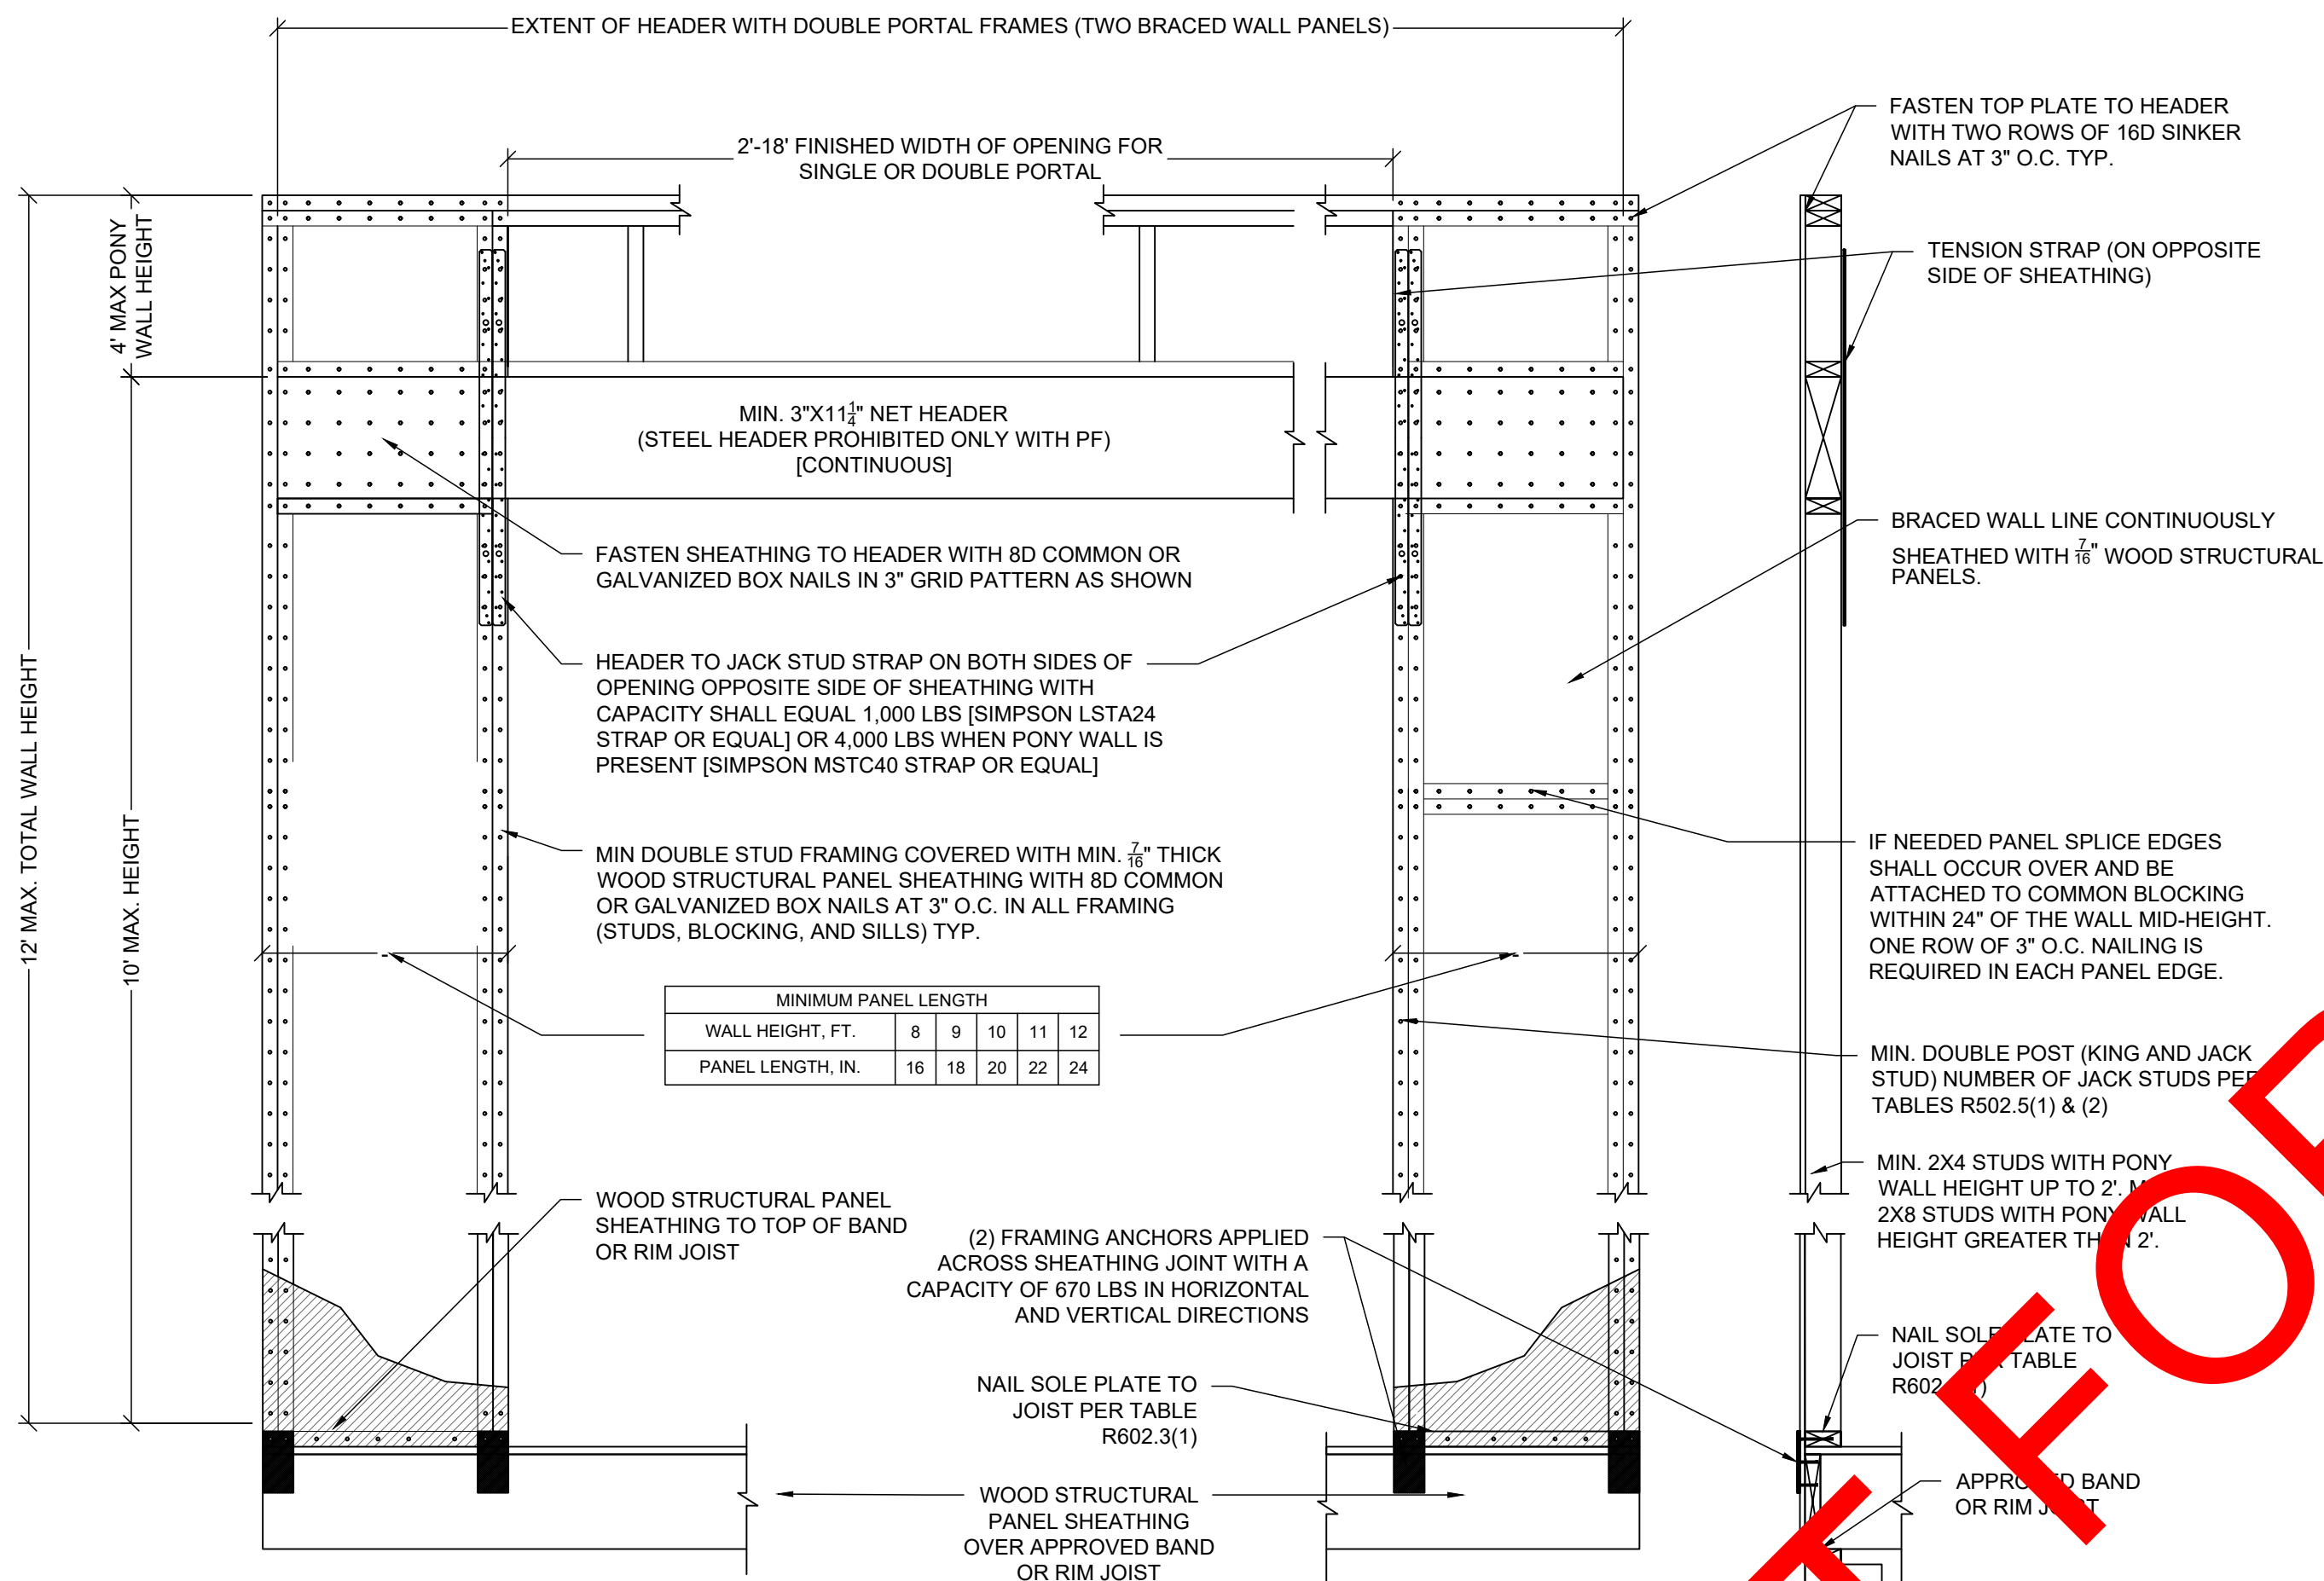 EXTENT OF HEADER WITH DOUBLE PORTAL FRAMES (TWO BRACED WALL PANELS)
2'-18' FINISHED WIDTH OF OPENING FOR
SINGLE OR DOUBLE PORTAL
FASTEN TOP PLATE TO HEADER
WITH TWO ROWS OF 16D SINKER
NAILS AT 3" O.C. TYP.
4' MAX PONY
WALL HEIGHT
TENSION STRAP (ON OPPOSITE
SIDE OF SHEATHING)
MIN. 3"X11 1/4" NET HEADER
(STEEL HEADER PROHIBITED ONLY WITH PF)
[CONTINUOUS]
BRACED WALL LINE CONTINUOUSLY
SHEATHED WITH 7/16" WOOD STRUCTURAL
PANELS.
FASTEN SHEATHING TO HEADER WITH 8D COMMON OR
GALVANIZED BOX NAILS IN 3" GRID PATTERN AS SHOWN
HEADER TO JACK STUD STRAP ON BOTH SIDES OF
OPENING OPPOSITE SIDE OF SHEATHING WITH
CAPACITY SHALL EQUAL 1,000 LBS [SIMPSON LSTA24
STRAP OR EQUAL] OR 4,000 LBS WHEN PONY WALL IS
PRESENT [SIMPSON MSTC40 STRAP OR EQUAL]
12' MAX. TOTAL WALL HEIGHT
10' MAX. HEIGHT
MIN DOUBLE STUD FRAMING COVERED WITH MIN. 7/16" THICK
WOOD STRUCTURAL PANEL SHEATHING WITH 8D COMMON
OR GALVANIZED BOX NAILS AT 3" O.C. IN ALL FRAMING
(STUDS, BLOCKING, AND SILLS) TYP.
IF NEEDED PANEL SPLICE EDGES
SHALL OCCUR OVER AND BE
ATTACHED TO COMMON BLOCKING
WITHIN 24" OF THE WALL MID-HEIGHT.
ONE ROW OF 3" O.C. NAILING IS
REQUIRED IN EACH PANEL EDGE.
MINIMUM PANEL LENGTH
WALL HEIGHT, FT. 8 9 10 11 12
PANEL LENGTH, IN. 16 18 20 22 24
MIN. DOUBLE POST (KING AND JACK
STUD) NUMBER OF JACK STUDS PER
TABLES R502.5(1) & (2)
MIN. 2X4 STUDS WITH PONY
WALL HEIGHT UP TO 2'.
2X8 STUDS WITH PONY WALL
HEIGHT GREATER THAN 2'.
WOOD STRUCTURAL PANEL
SHEATHING TO TOP OF BAND
OR RIM JOIST
(2) FRAMING ANCHORS APPLIED
ACROSS SHEATHING JOINT WITH A
CAPACITY OF 670 LBS IN HORIZONTAL
AND VERTICAL DIRECTIONS
NAIL SOLE PLATE TO
JOIST PER TABLE
R602.3(1)
NAIL SOLE PLATE TO
JOIST PER TABLE
WOOD STRUCTURAL
PANEL SHEATHING
OVER APPROVED BAND
OR RIM JOIST
APPROVED BAND
OR RIM JOIST
FO